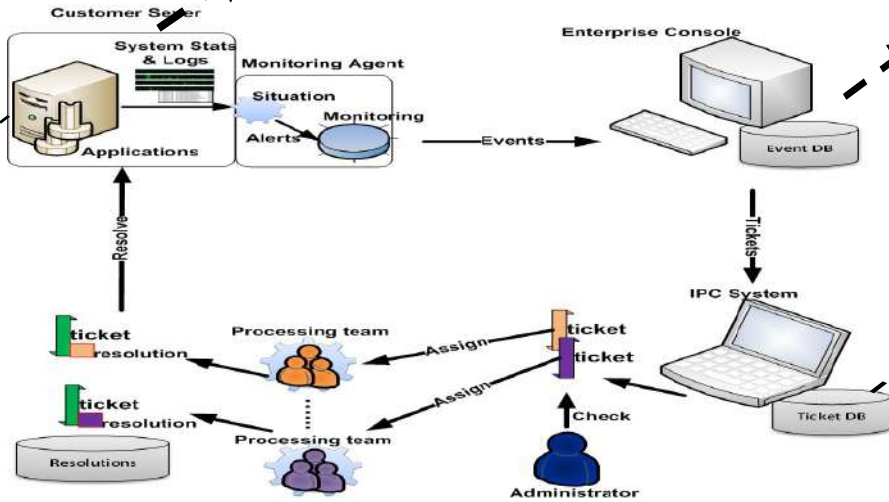 Customer Sever
System Stats
& Logs
Applications
Monitoring Agent
Situation
Monitoring
Alerts
Events
Enterprise Console
Event DB
Tickets
IPC System
Ticket DB
ticket
ticket
Check
Administrator
Assign
Assign
Processing team
Processing team
ticket
resolution
ticket
resolution
Resolutions
Resolve